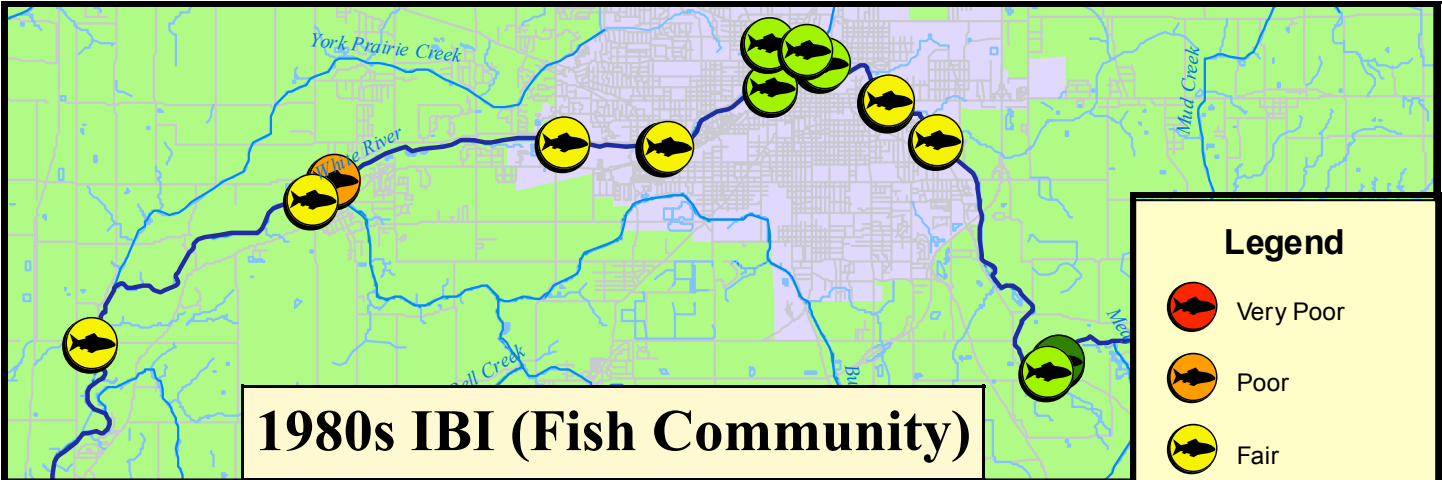 York Prairie Creek
Mud Creek
White River
Bell Creek
1980s IBI (Fish Community)
Legend
Very Poor
Poor
Fair